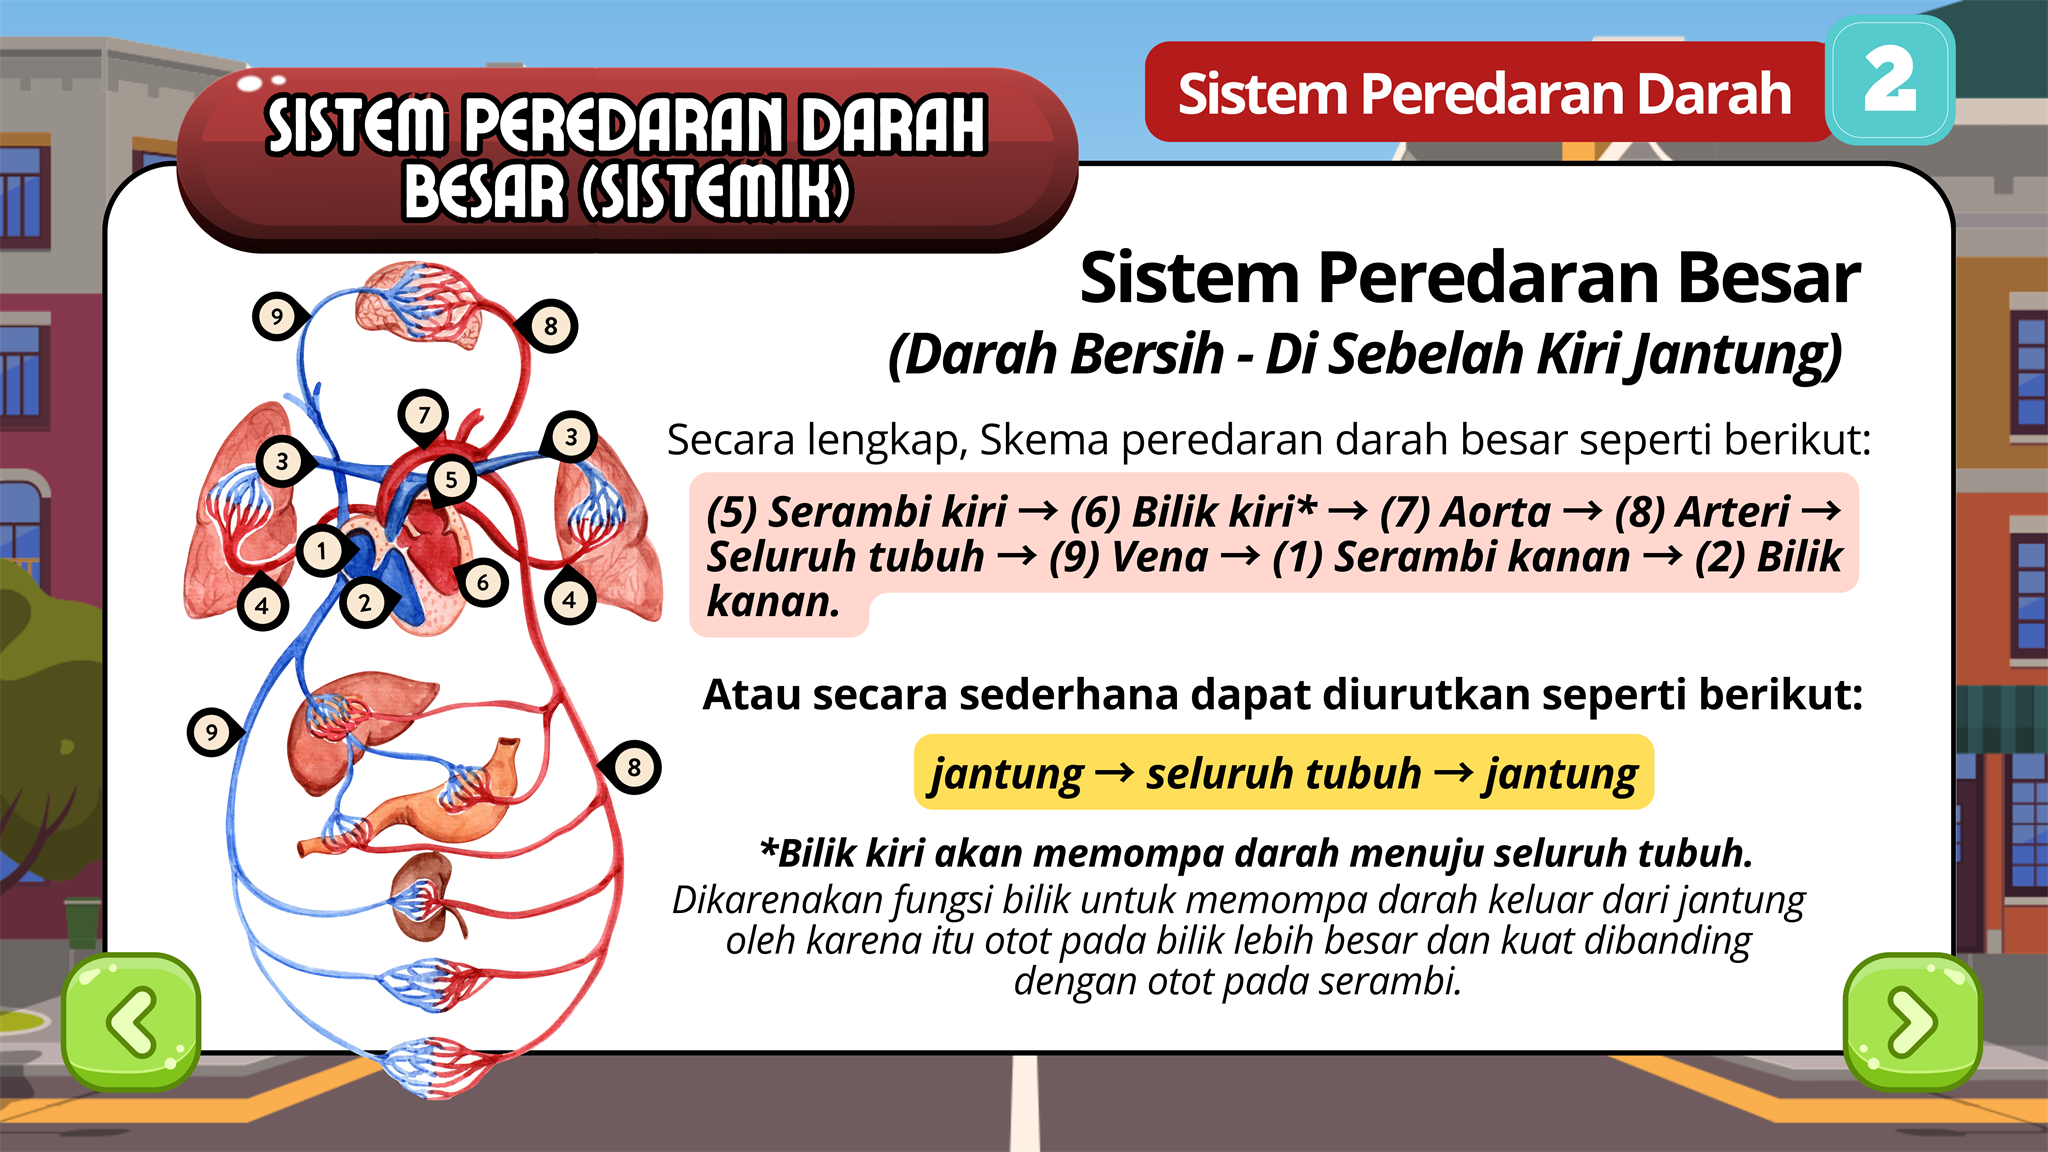 Sistem Peredaran Darah
2
SISTEM PEREDARAN DARAH
BESAR (SISTEMIK)
Sistem Peredaran Besar
(Darah Bersih - Di Sebelah Kiri Jantung)
Secara lengkap, Skema peredaran darah besar seperti berikut:
(5) Serambi kiri → (6) Bilik kiri* → (7) Aorta → (8) Arteri →
Seluruh tubuh → (9) Vena → (1) Serambi kanan → (2) Bilik
kanan.
Atau secara sederhana dapat diurutkan seperti berikut:
jantung → seluruh tubuh → jantung
*Bilik kiri akan memompa darah menuju seluruh tubuh.
Dikarenakan fungsi bilik untuk memompa darah keluar dari jantung
oleh karena itu otot pada bilik lebih besar dan kuat dibanding
dengan otot pada serambi.
9
8
7
3
3
5
1
6
4
2
4
9
8